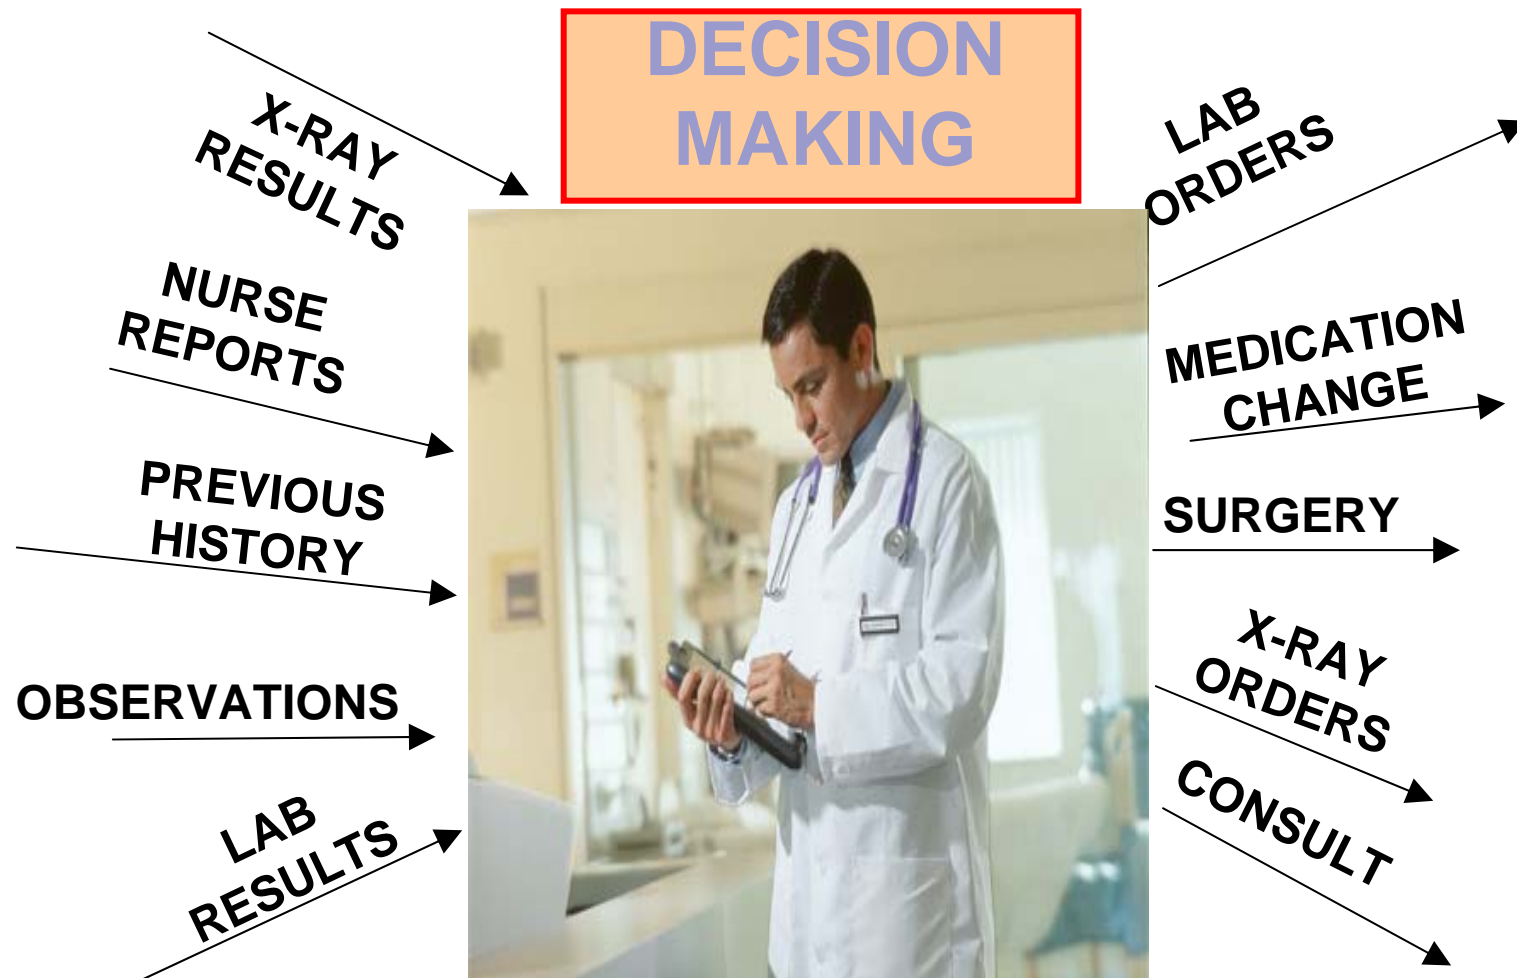 DECISION
MAKING
X-RAY
RESULTS
NURSE
REPORTS
PREVIOUS
HISTORY
OBSERVATIONS
LAB
RESULTS
LAB
ORDERS
MEDICATION
CHANGE
SURGERY
X-RAY
ORDERS
CONSULT